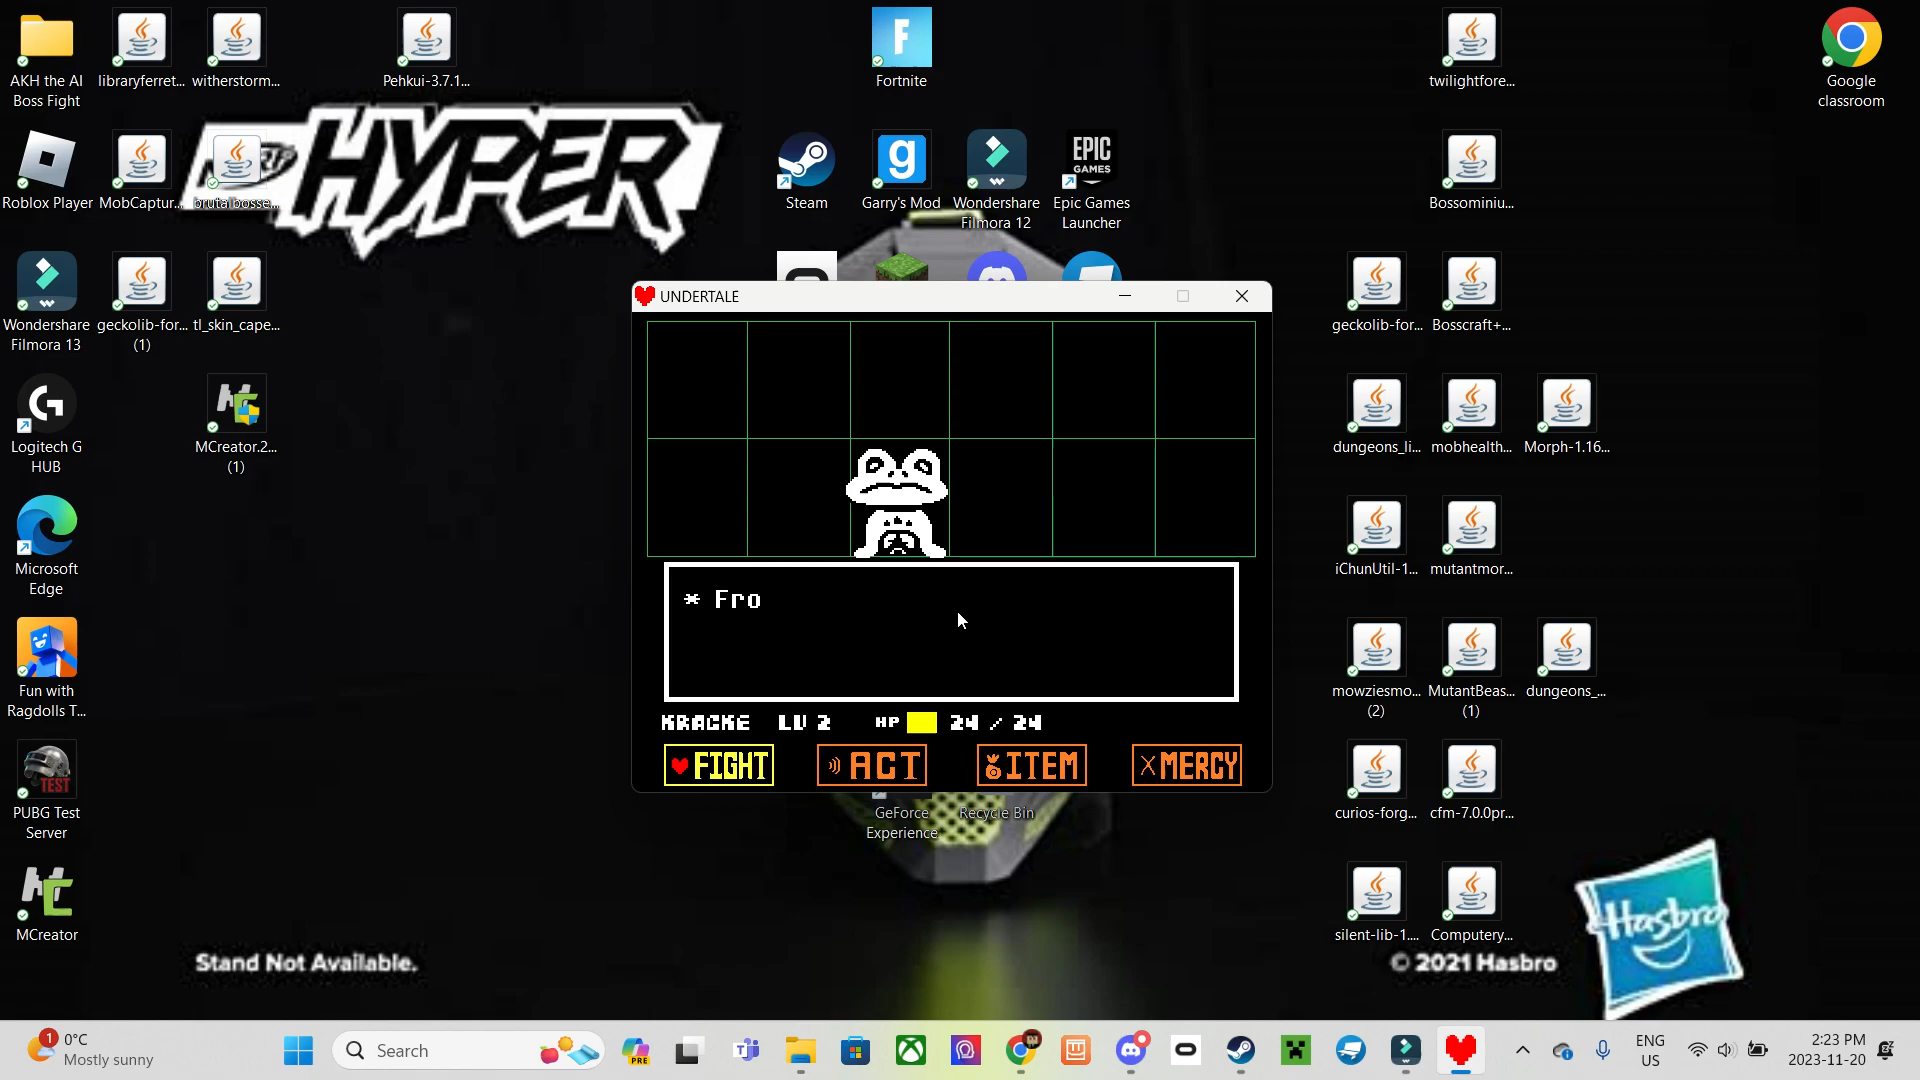 AKH the AI
Boss Fight
libraryferret...
witherstorm...
Pehkui-3.7.1...
Fortnite
twilightfore...
Google
classroom
HYPER
Roblox Player
MobCaptur...
brutalbosse...
Steam
Garry's Mod
Wondershare
Filmora 12
EPIC
GAMES
Epic Games
Launcher
Bossominiu...
Wondershare
Filmora 13
geckolib-for...
(1)
tl_skin_cape...
geckolib-for...
Bosscraft+...
UNDERTALE
Logitech G
HUB
MCreator.2...
(1)
dungeons_li...
mobhealth...
Morph-1.16...
Microsoft
Edge
iChunUtil-1...
mutantmor...
* Fro
Fun with
Ragdolls T...
mowziesmo...
(2)
MutantBeas...
(1)
dungeons_...
KRACKE LV 2 HP 24 / 24
FIGHT ACT ITEM MERCY
TEST
PUBG Test
Server
GeForce
Experience
Recycle Bin
curios-forg...
cfm-7.0.0pr...
MCreator
silent-lib-1....
Computery...
Hasbro
Stand Not Available.
© 2021 Hasbro
1
0°C
Mostly sunny
Search
PRE
ENG
US
2:23 PM
2023-11-20